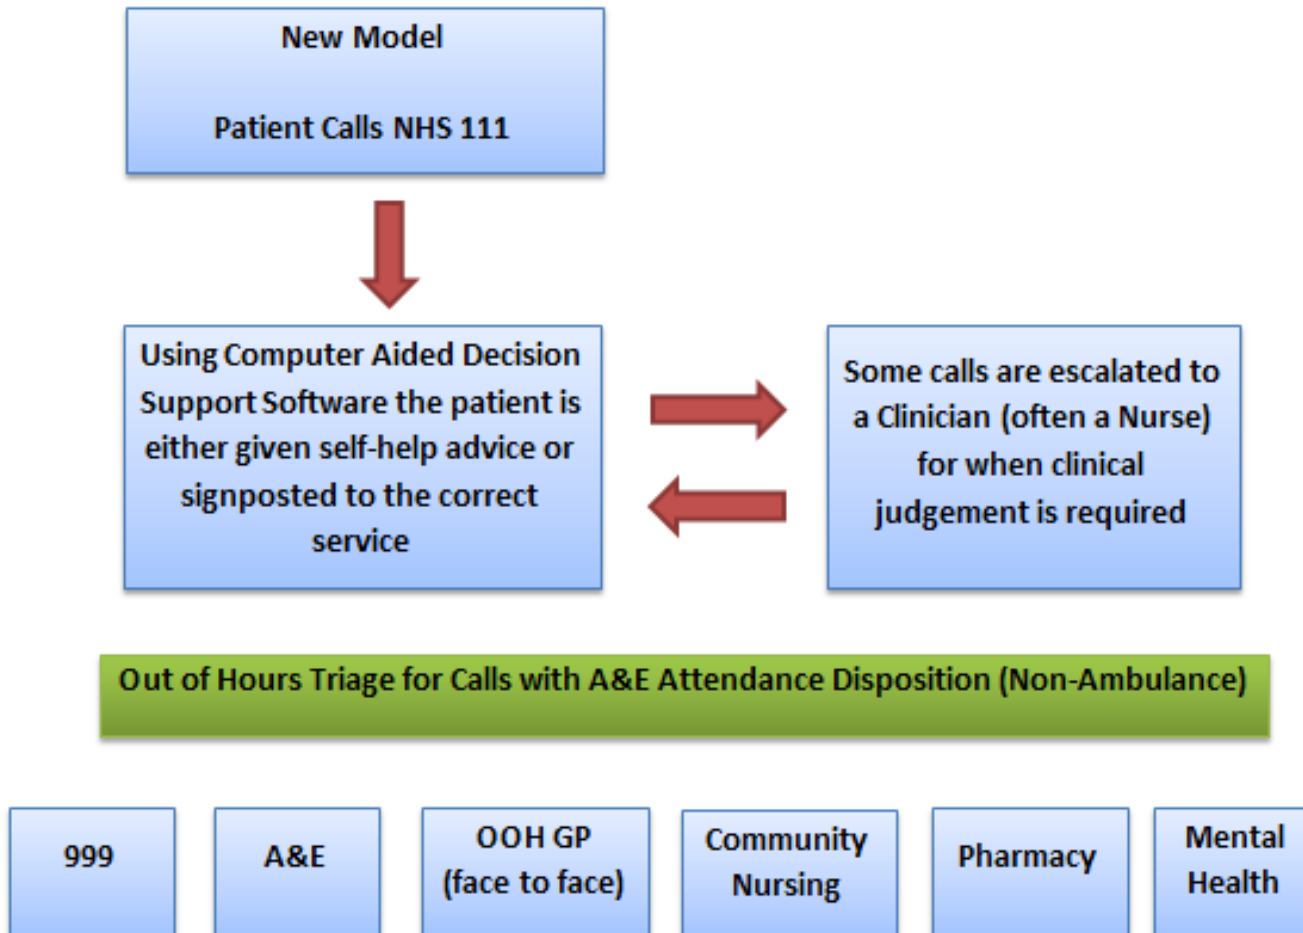 New Model
Patient Calls NHS 111
Using Computer Aided Decision
Support Software the patient is
either given self-help advice or
signposted to the correct
service
Some calls are escalated to
a Clinician (often a Nurse)
for when clinical
judgement is required
Out of Hours Triage for Calls with A&E Attendance Disposition (Non-Ambulance)
999
A&E
OOH GP
(face to face)
Community
Nursing
Pharmacy
Mental
Health